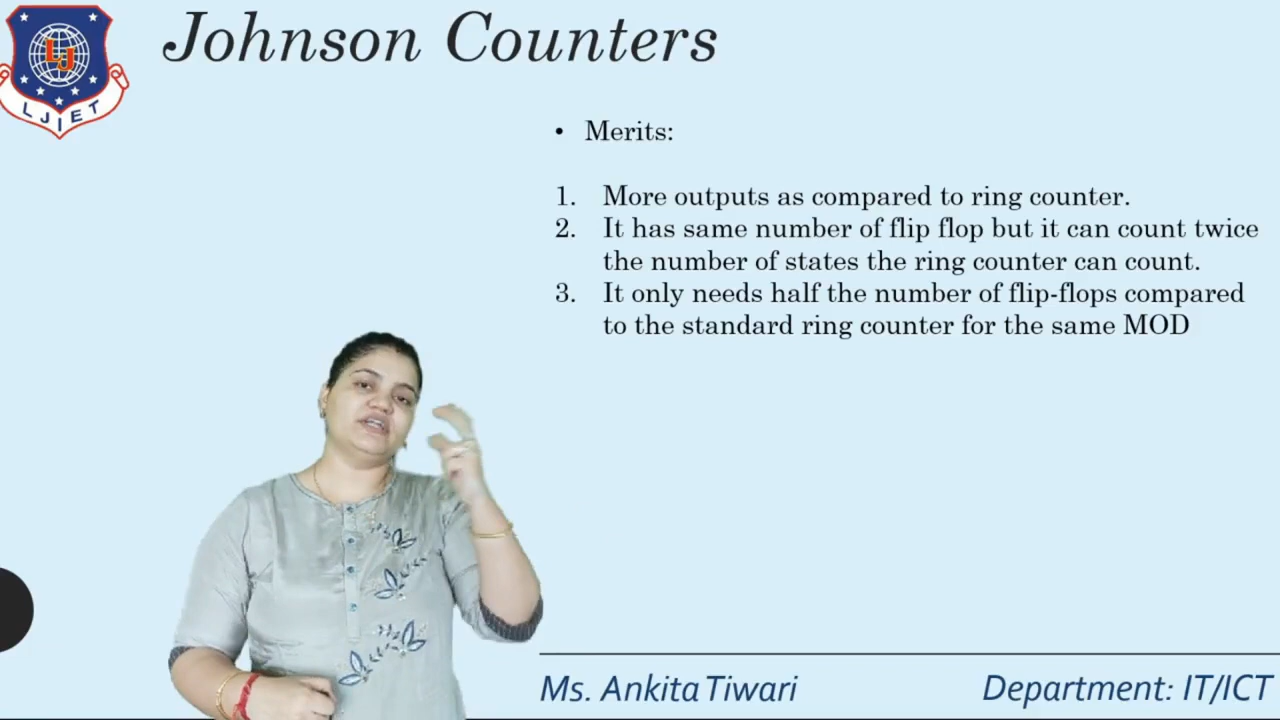 Johnson Counters
LJ
LJIET
• Merits:
1. More outputs as compared to ring counter.
2. It has same number of flip flop but it can count twice
the number of states the ring counter can count.
3. It only needs half the number of flip-flops compared
to the standard ring counter for the same MOD
Ms. Ankita Tiwari
Department: IT/ICT